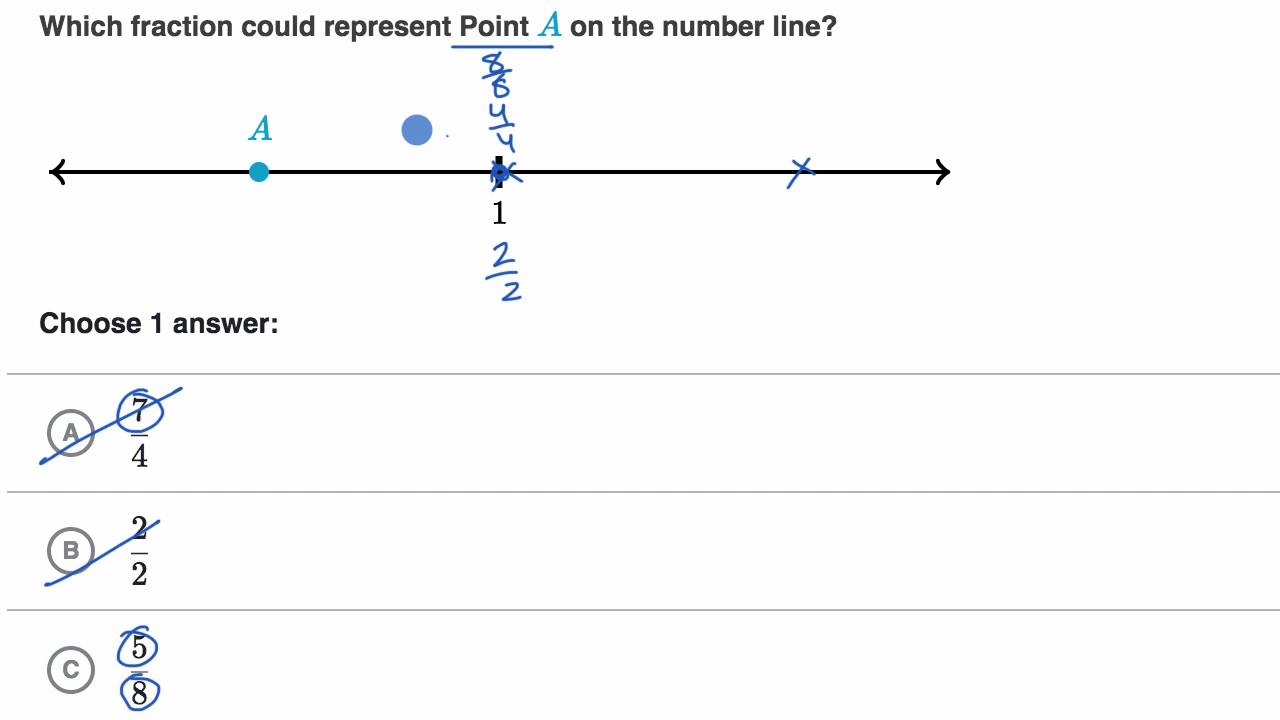 Which fraction could represent Point A on the number line?
8
8
4
4
A
1
2
2
Choose 1 answer:
A 7
4
B 2
2
C 5
8